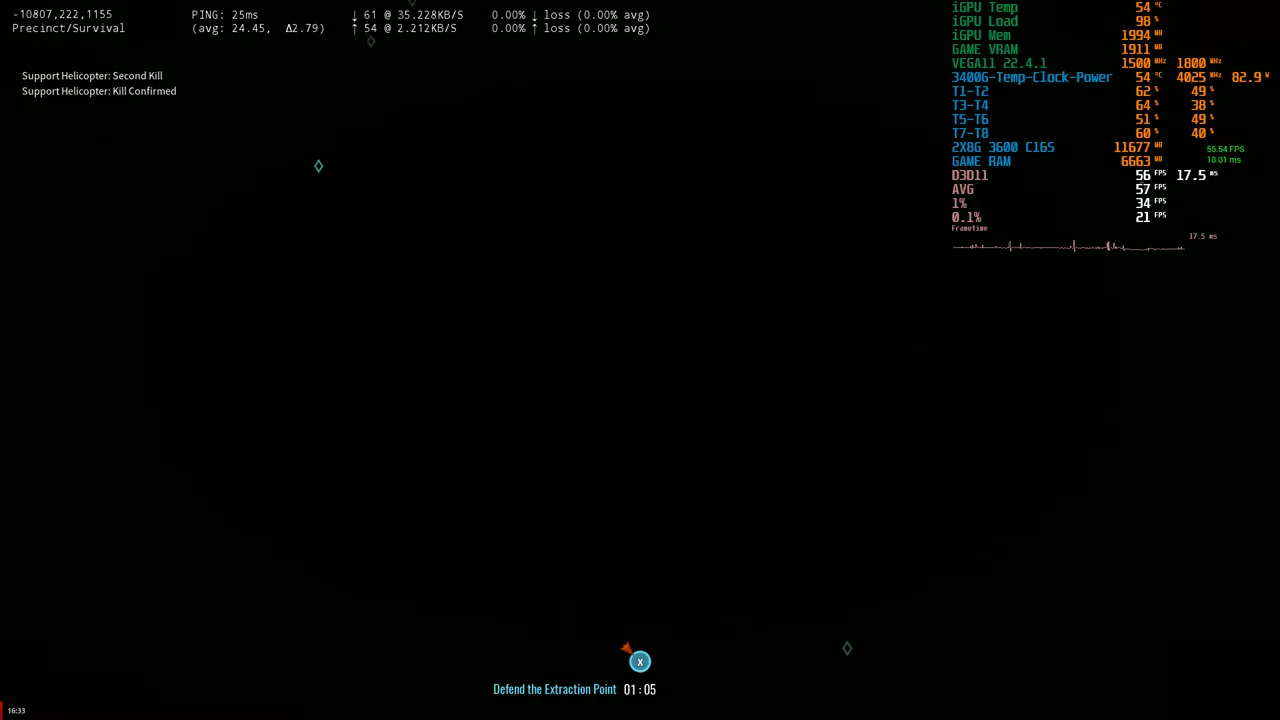 -10807,222,1155 PING: 25ms ↓ 61 @ 35.228KB/S 0.00% ↓ loss (0.00% avg)
Precinct/Survival (avg: 24.45, Δ2.79) ↑ 54 @ 2.212KB/S 0.00% ↑ loss (0.00% avg)
Support Helicopter: Second Kill
Support Helicopter: Kill Confirmed
iGPU Temp 54 °C
iGPU Load 98 %
iGPU Mem 1994 MB
GAME VRAM 1911 MB
VEGA11 22.4.1 1500 MHz 1800 MHz
3400G-Temp-Clock-Power 54 °C 4025 MHz 82.9 W
T1-T2 62 % 49 %
T3-T4 64 % 38 %
T5-T6 51 % 49 %
T7-T8 60 % 40 %
2X8G 3600 C16S 11677 MB 55.54 FPS
GAME RAM 6663 MB 18.01 ms
D3D11 56 FPS 17.5 ms
AVG 57 FPS
1% 34 FPS
0.1% 21 FPS
Frametime
17.5 ms
X
Defend the Extraction Point 01:05
16:33